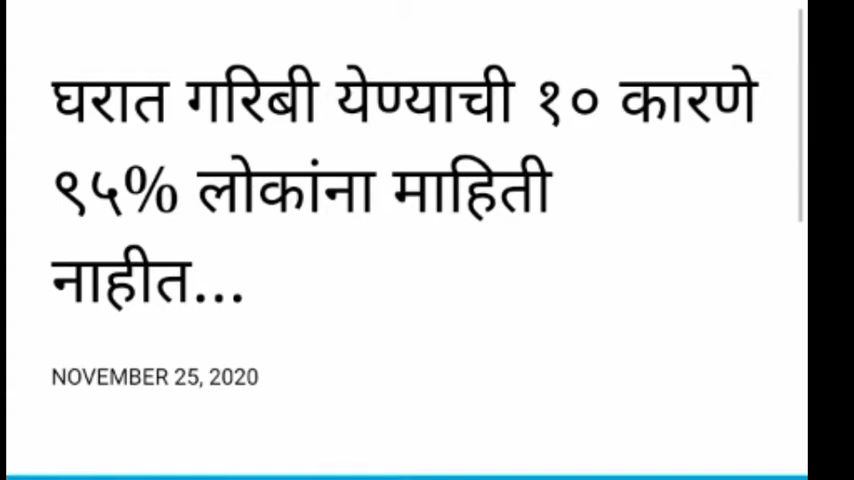 घरात गरिबी येण्याची १० कारणे
९५% लोकांना माहिती
नाहीत...
NOVEMBER 25, 2020